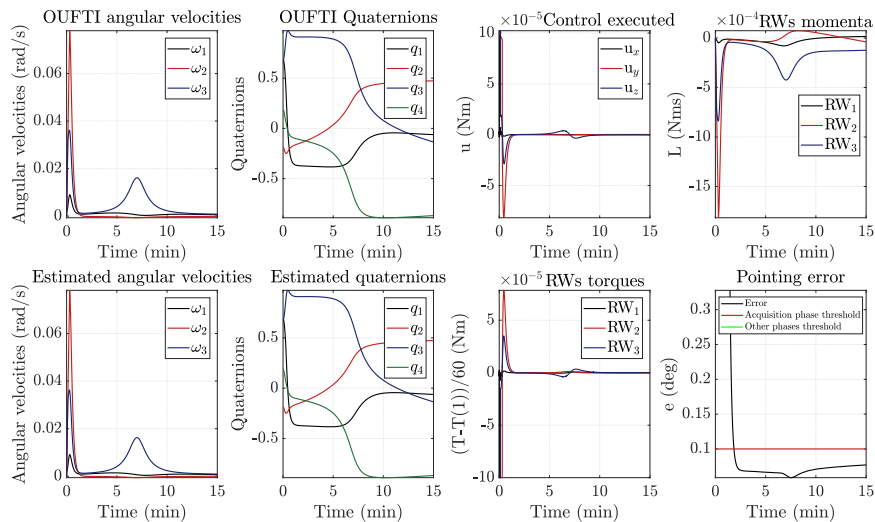 OUFTI angular velocities
Angular velocities (rad/s)
0.08
0.06
0.04
0.02
0
ω1
ω2
ω3
0 5 10 15
Time (min)
OUFTI Quaternions
Quaternions
0.5
0
-0.5
q1
q2
q3
q4
0 5 10 15
Time (min)
×10⁻⁵ Control executed
u (Nm)
5
0
-5
ux
uy
uz
0 5 10 15
Time (min)
×10⁻⁴ RWs momenta
L (Nms)
0
-5
-10
-15
RW1
RW2
RW3
0 5 10 15
Time (min)
Estimated angular velocities
Angular velocities (rad/s)
0.06
0.04
0.02
0
ω1
ω2
ω3
0 5 10 15
Time (min)
Estimated quaternions
Quaternions
0.5
0
-0.5
q1
q2
q3
q4
0 5 10 15
Time (min)
×10⁻⁵ RWs torques
(T-T(1))/60 (Nm)
5
0
-5
-10
RW1
RW2
RW3
0 5 10 15
Time (min)
Pointing error
e (deg)
0.3
0.25
0.2
0.15
0.1
Error
Acquisition phase threshold
Other phases threshold
0 5 10 15
Time (min)